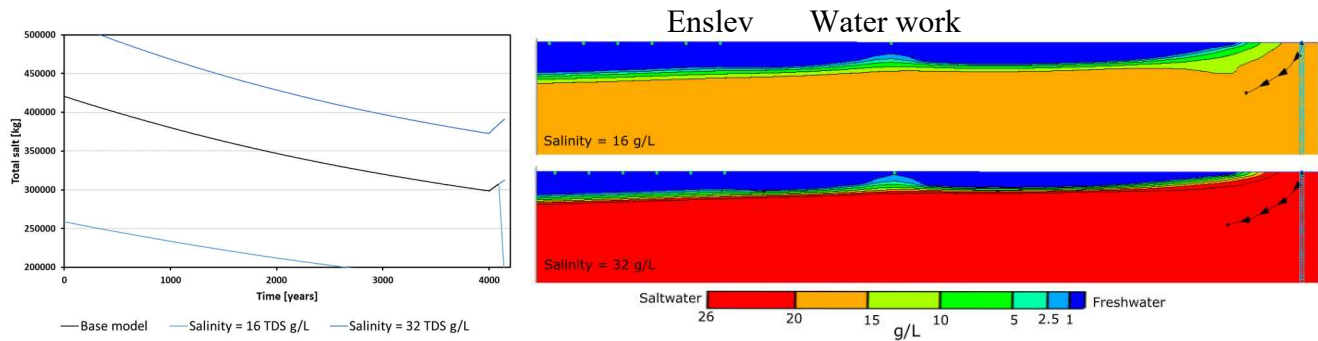 Enslev Water work
500000
450000
400000
350000
300000
250000
200000
Total salt [kg]
0 1000 2000 3000 4000
Time [years]
Base model Salinity = 16 TDS g/L Salinity = 32 TDS g/L
Salinity = 16 g/L
Salinity = 32 g/L
Saltwater Freshwater
26 20 15 10 5 2.5 1
g/L